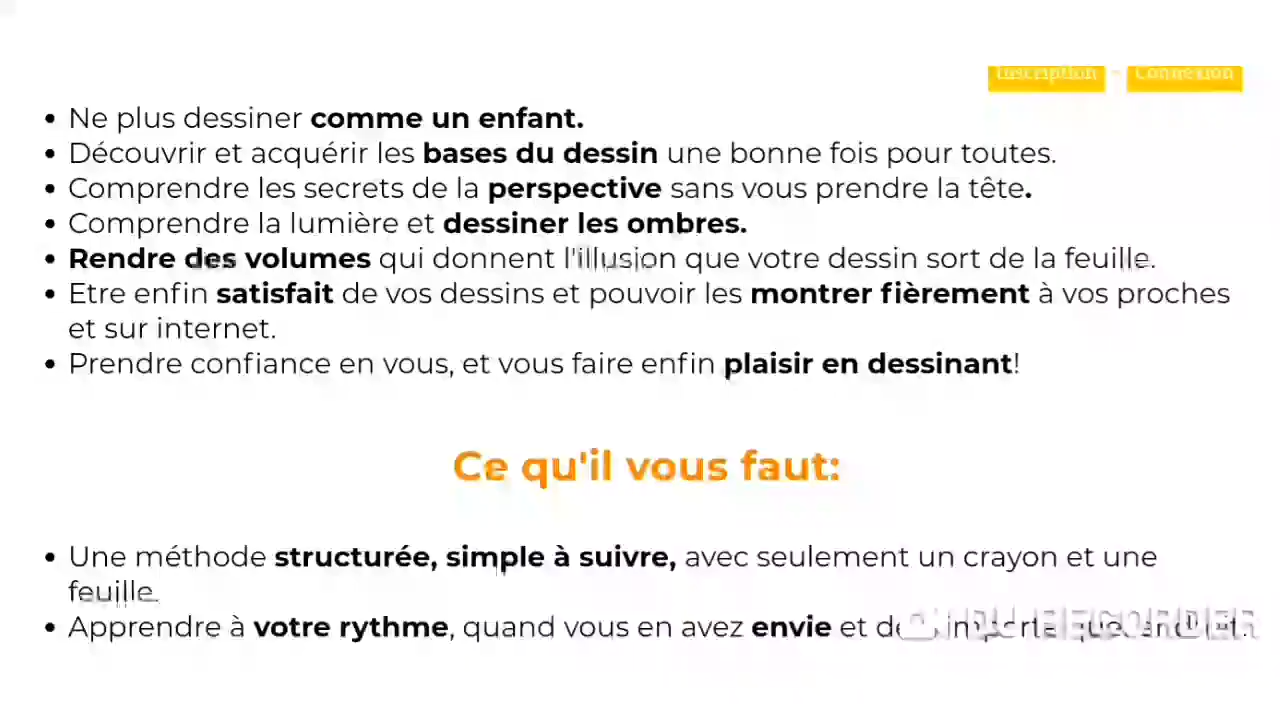 Inscription - Connexion
• Ne plus dessiner comme un enfant.
• Découvrir et acquérir les bases du dessin une bonne fois pour toutes.
• Comprendre les secrets de la perspective sans vous prendre la tête.
• Comprendre la lumière et dessiner les ombres.
• Rendre des volumes qui donnent l'illusion que votre dessin sort de la feuille.
• Etre enfin satisfait de vos dessins et pouvoir les montrer fièrement à vos proches
et sur internet.
• Prendre confiance en vous, et vous faire enfin plaisir en dessinant!
Ce qu'il vous faut:
• Une méthode structurée, simple à suivre, avec seulement un crayon et une
feuille.
• Apprendre à votre rythme, quand vous en avez envie et
DU RECORDER